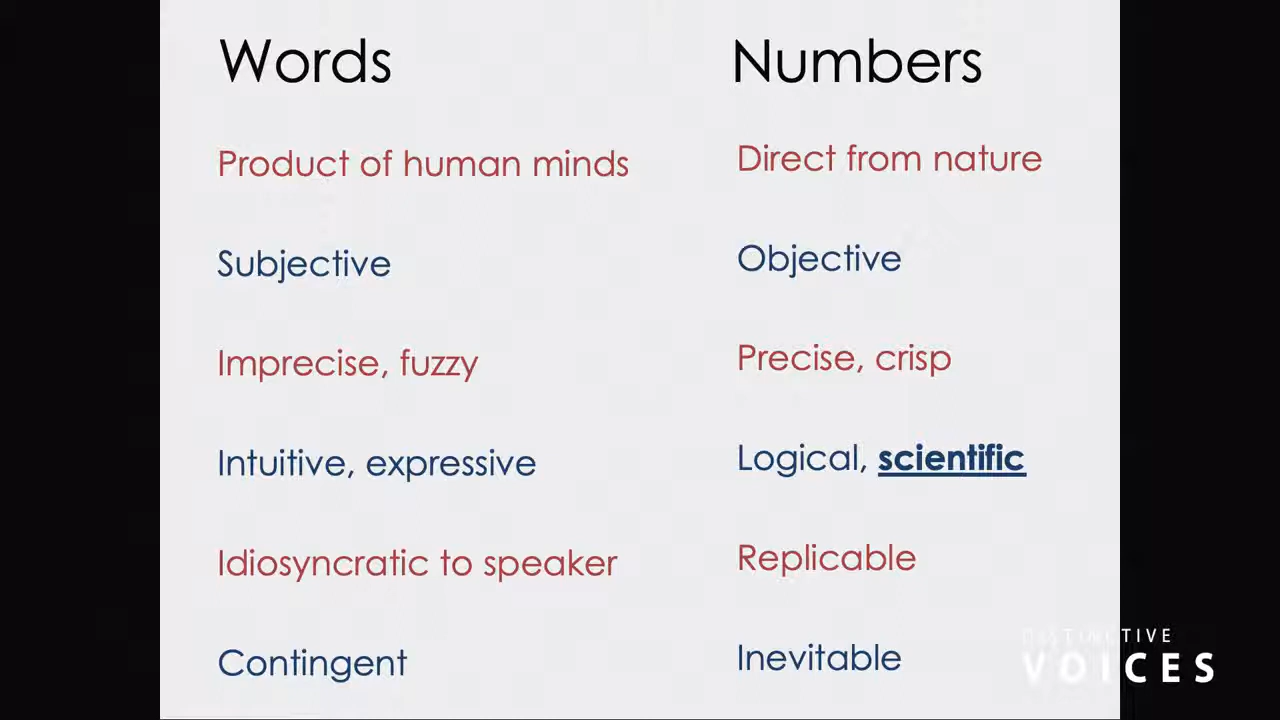 Words Numbers
Product of human minds Direct from nature
Subjective Objective
Imprecise, fuzzy Precise, crisp
Intuitive, expressive Logical, scientific
Idiosyncratic to speaker Replicable
Contingent Inevitable
DISTINCTIVE
VOICES